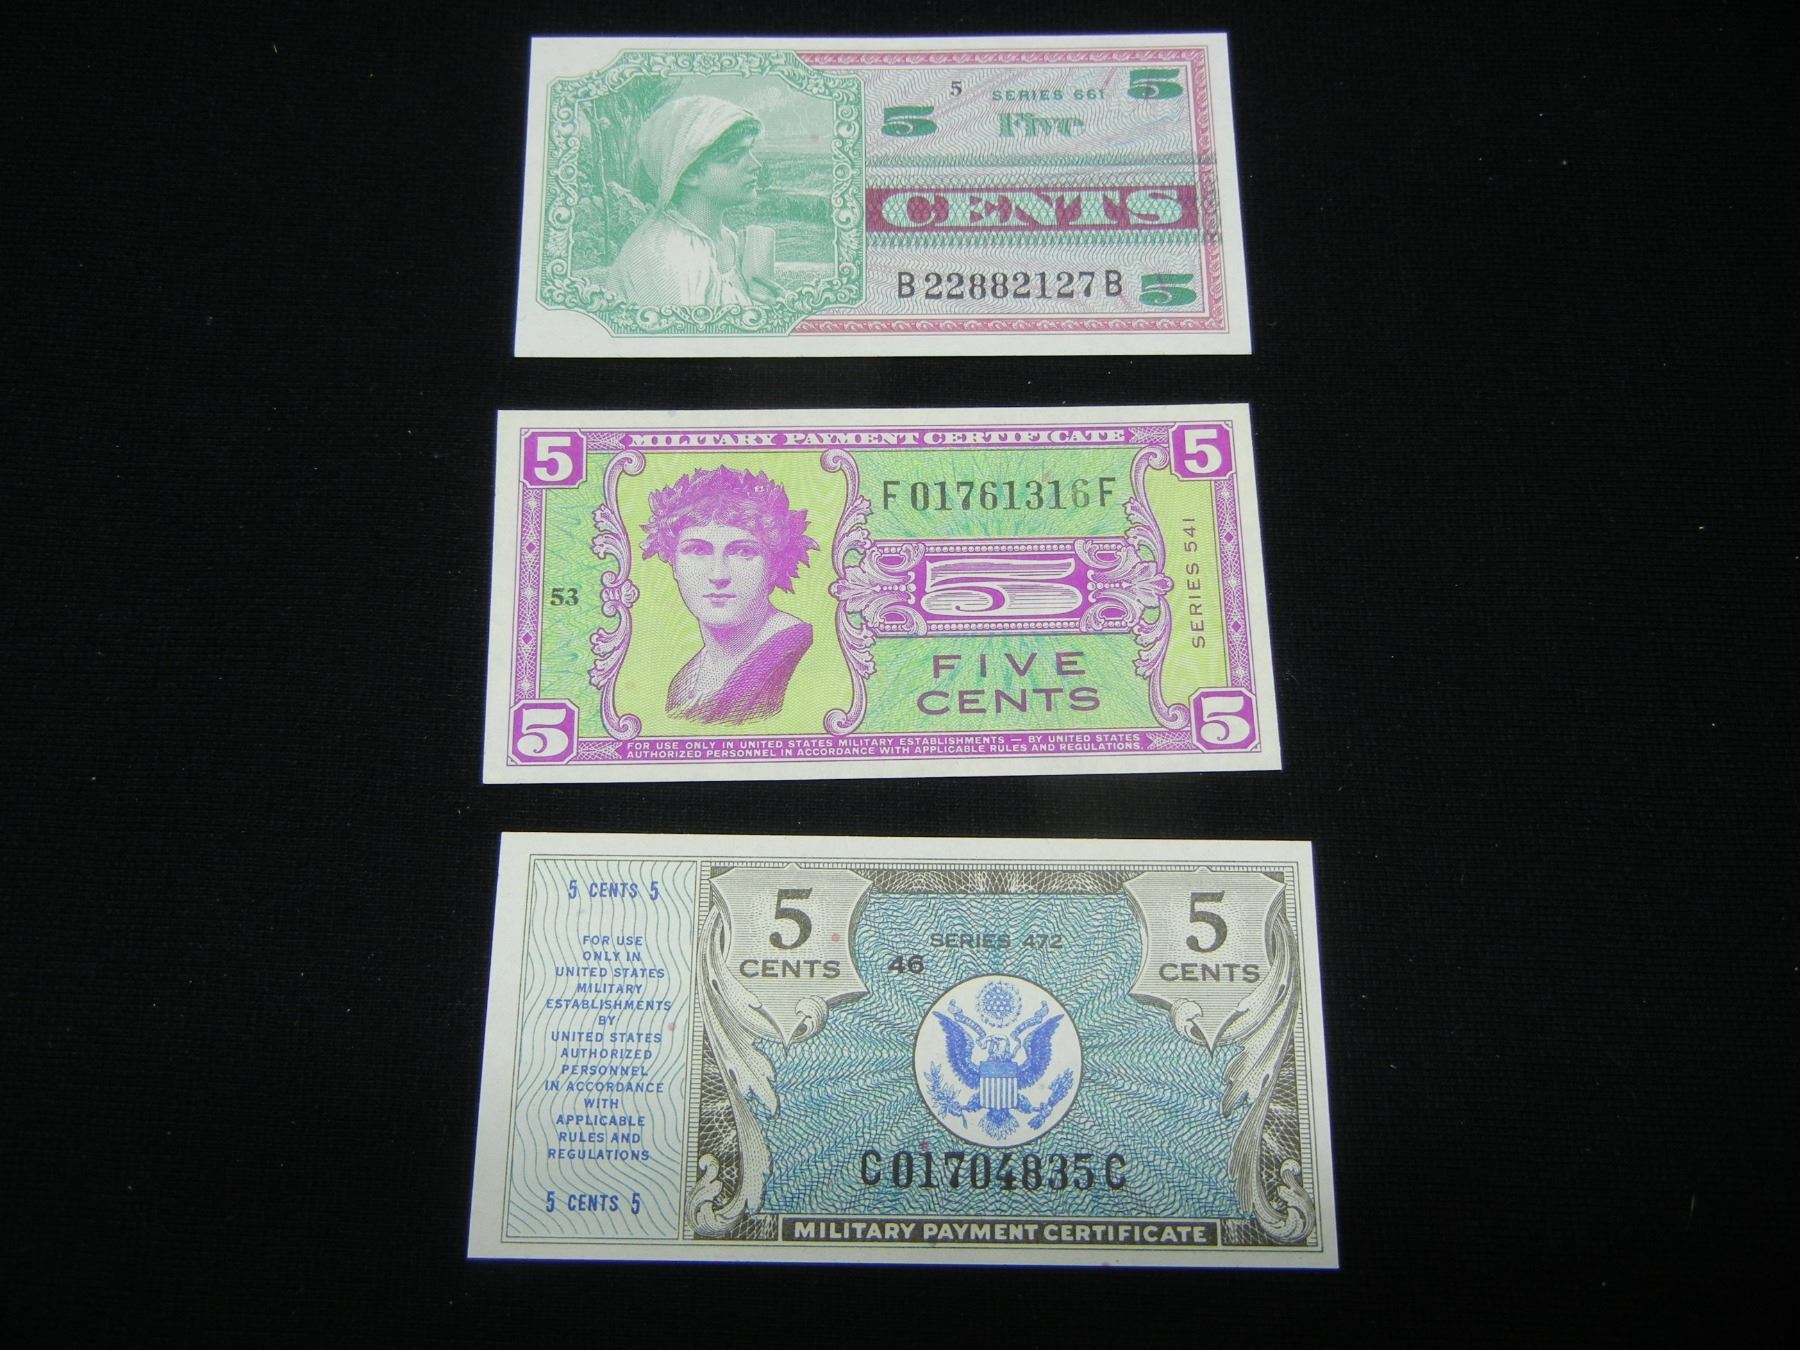 5 SERIES 661 5
5 Five
CENTS
B22882127B 5
5 MILITARY PAYMENT CERTIFICATE 5
F01761316F
53 5 SERIES 541
FIVE
CENTS
5 FOR USE ONLY IN UNITED STATES MILITARY ESTABLISHMENTS — BY UNITED STATES 5
AUTHORIZED PERSONNEL IN ACCORDANCE WITH APPLICABLE RULES AND REGULATIONS.
5 CENTS 5
FOR USE
ONLY IN
UNITED STATES
MILITARY
ESTABLISHMENTS
BY
UNITED STATES
AUTHORIZED
PERSONNEL
IN ACCORDANCE
WITH
APPLICABLE
RULES AND
REGULATIONS
5 CENTS 5
5 5
CENTS CENTS
SERIES 472
46
C01704835C
MILITARY PAYMENT CERTIFICATE